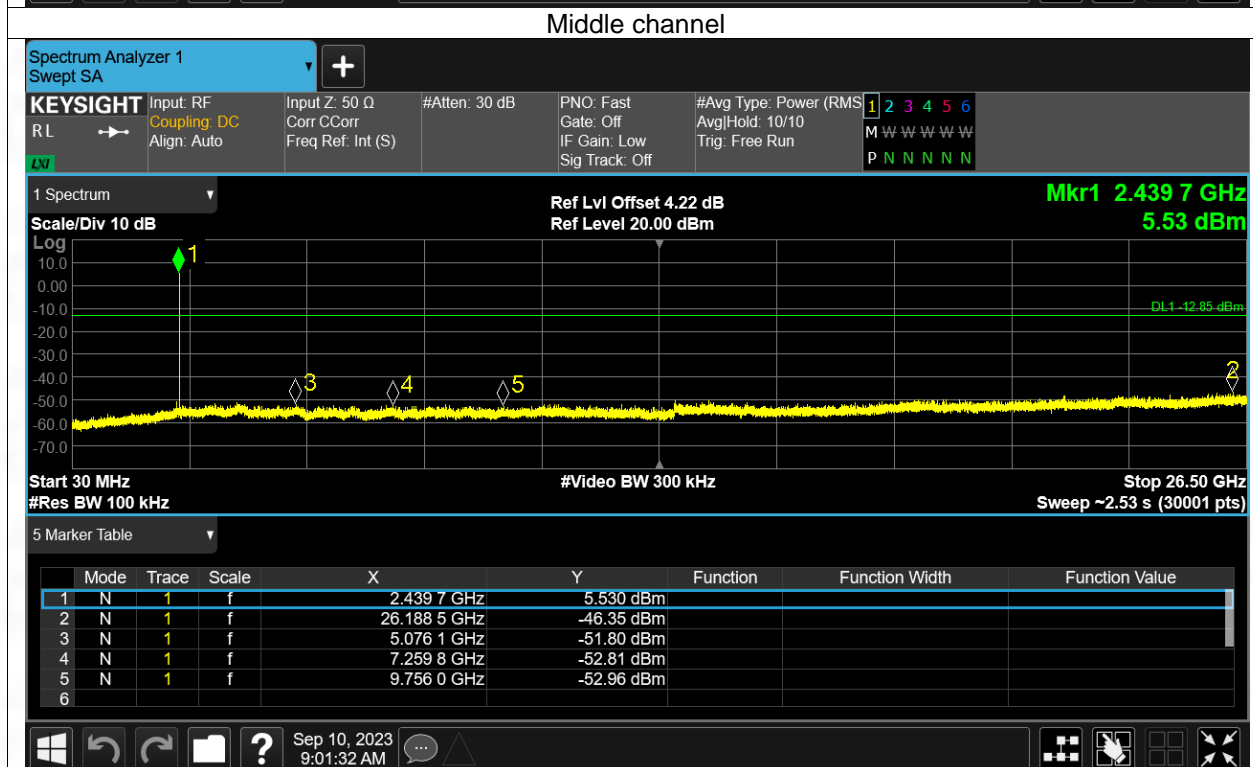 Middle channel
Spectrum Analyzer 1
Swept SA
KEYSIGHT Input: RF Input Z: 50 Ω #Atten: 30 dB PNO: Fast #Avg Type: Power (RMS 1 2 3 4 5 6
RL Coupling: DC Corr CCorr Gate: Off Avg|Hold: 10/10 M W W W W W
Align: Auto Freq Ref: Int (S) IF Gain: Low Trig: Free Run
LXI Sig Track: Off P N N N N N
1 Spectrum Ref Lvl Offset 4.22 dB Mkr1 2.439 7 GHz
Scale/Div 10 dB Ref Level 20.00 dBm 5.53 dBm
Log
1
10.0
0.00
-10.0 DL1 -12.85 dBm
-20.0
-30.0
-40.0 3 4 5 2
-50.0
-60.0
-70.0
Start 30 MHz #Video BW 300 kHz Stop 26.50 GHz
#Res BW 100 kHz Sweep ~2.53 s (30001 pts)
5 Marker Table
Mode Trace Scale X Y Function Function Width Function Value
1 N 1 f 2.439 7 GHz 5.530 dBm
2 N 1 f 26.188 5 GHz -46.35 dBm
3 N 1 f 5.076 1 GHz -51.80 dBm
4 N 1 f 7.259 8 GHz -52.81 dBm
5 N 1 f 9.756 0 GHz -52.96 dBm
6
? Sep 10, 2023
9:01:32 AM